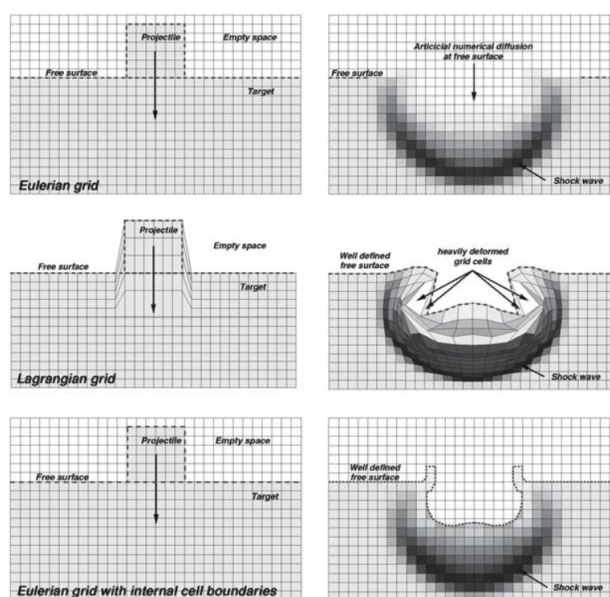 Projectile
Empty space
Free surface
Target
Eulerian grid
Articicial numerical diffusion
at free surface
Free surface
Shock wave
Projectile
Empty space
Free surface
Target
Lagrangian grid
Well defined
free surface
heavily deformed
grid cells
Shock wave
Projectile
Empty space
Free surface
Target
Eulerian grid with internal cell boundaries
Well defined
free surface
Shock wave